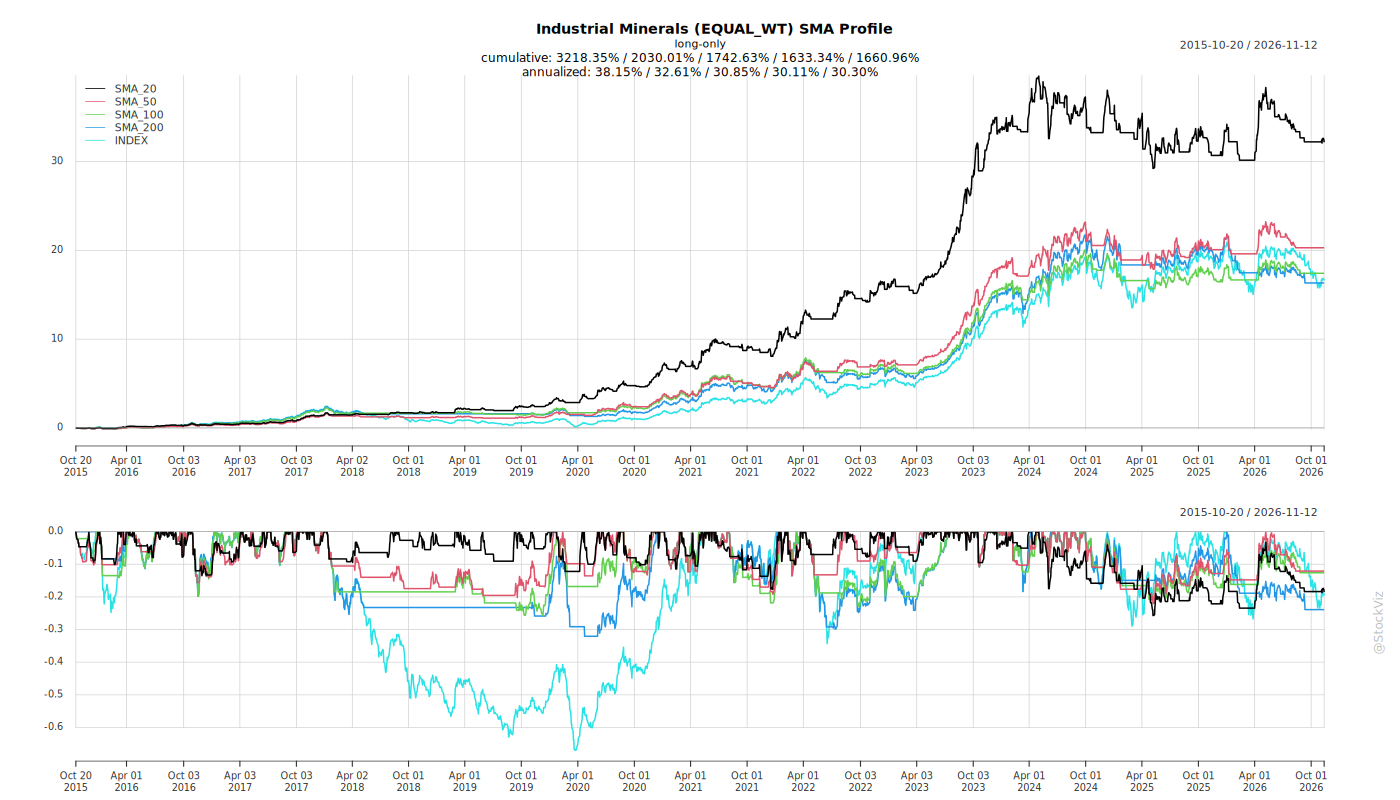 Industrial Minerals (EQUAL_WT) SMA Profile
long-only
cumulative: 3218.35% / 2030.01% / 1742.63% / 1633.34% / 1660.96%
annualized: 38.15% / 32.61% / 30.85% / 30.11% / 30.30%
2015-10-20 / 2026-11-12
SMA_20
SMA_50
SMA_100
SMA_200
INDEX
30
20
10
0
Oct 20 Apr 01 Oct 03 Apr 03 Oct 03 Apr 02 Oct 01 Apr 01 Oct 01 Apr 01 Oct 01 Apr 01 Oct 01 Apr 01 Oct 03 Apr 03 Oct 03 Apr 01 Oct 01 Apr 01 Oct 01 Apr 01 Oct 01
2015 2016 2016 2017 2017 2018 2018 2019 2019 2020 2020 2021 2021 2022 2022 2023 2023 2024 2024 2025 2025 2026 2026
2015-10-20 / 2026-11-12
0.0
-0.1
-0.2
-0.3
-0.4
-0.5
-0.6
Oct 20 Apr 01 Oct 03 Apr 03 Oct 03 Apr 02 Oct 01 Apr 01 Oct 01 Apr 01 Oct 01 Apr 01 Oct 01 Apr 01 Oct 03 Apr 03 Oct 03 Apr 01 Oct 01 Apr 01 Oct 01 Apr 01 Oct 01
2015 2016 2016 2017 2017 2018 2018 2019 2019 2020 2020 2021 2021 2022 2022 2023 2023 2024 2024 2025 2025 2026 2026
@StockViz